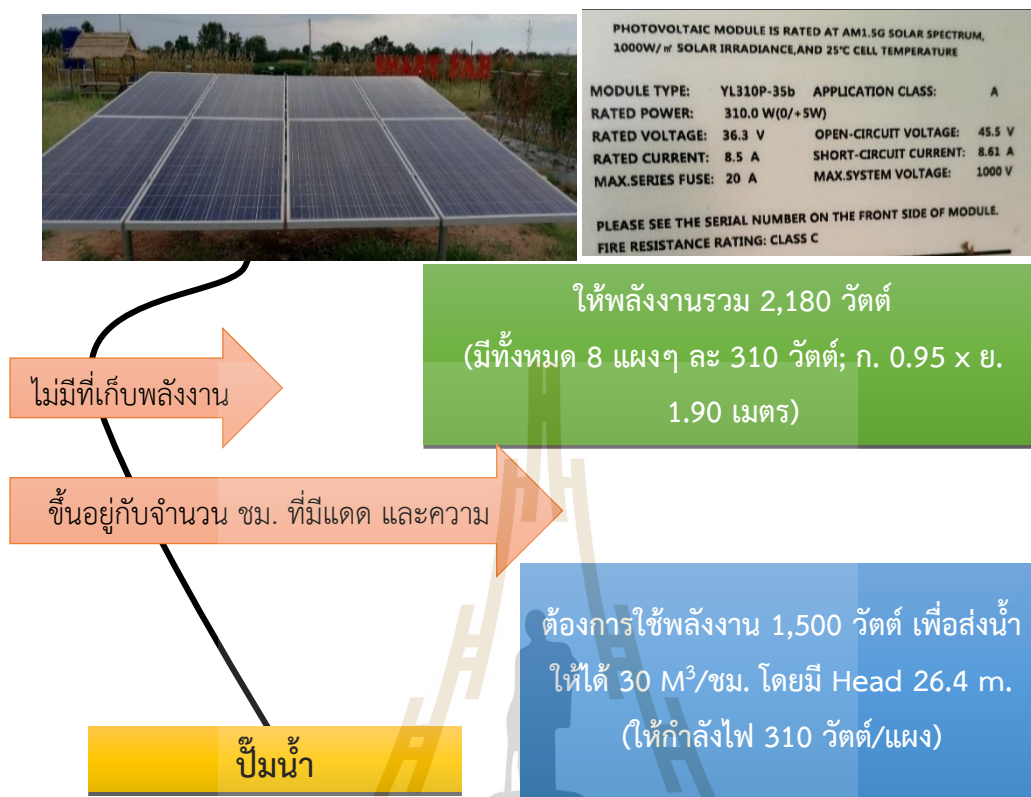 PHOTOVOLTAIC MODULE IS RATED AT AM1.5G SOLAR SPECTRUM,
1000W/㎡ SOLAR IRRADIANCE,AND 25℃ CELL TEMPERATURE
MODULE TYPE: YL310P-35b APPLICATION CLASS: A
RATED POWER: 310.0 W(0/+5W)
RATED VOLTAGE: 36.3 V OPEN-CIRCUIT VOLTAGE: 45.5 V
RATED CURRENT: 8.5 A SHORT-CIRCUIT CURRENT: 8.61 A
MAX.SERIES FUSE: 20 A MAX.SYSTEM VOLTAGE: 1000 V
PLEASE SEE THE SERIAL NUMBER ON THE FRONT SIDE OF MODULE.
FIRE RESISTANCE RATING: CLASS C
ให้พลังงานรวม 2,180 วัตต์
(มีทั้งหมด 8 แผงๆ ละ 310 วัตต์; ก. 0.95 x ย.
1.90 เมตร)
ไม่มีที่เก็บพลังงาน
ขึ้นอยู่กับจำนวน ชม. ที่มีแดด และความ
ต้องการใช้พลังงาน 1,500 วัตต์ เพื่อส่งน้ำ
ให้ได้ 30 M³/ชม. โดยมี Head 26.4 m.
(ให้กำลังไฟ 310 วัตต์/แผง)
ปั๊มน้ำ